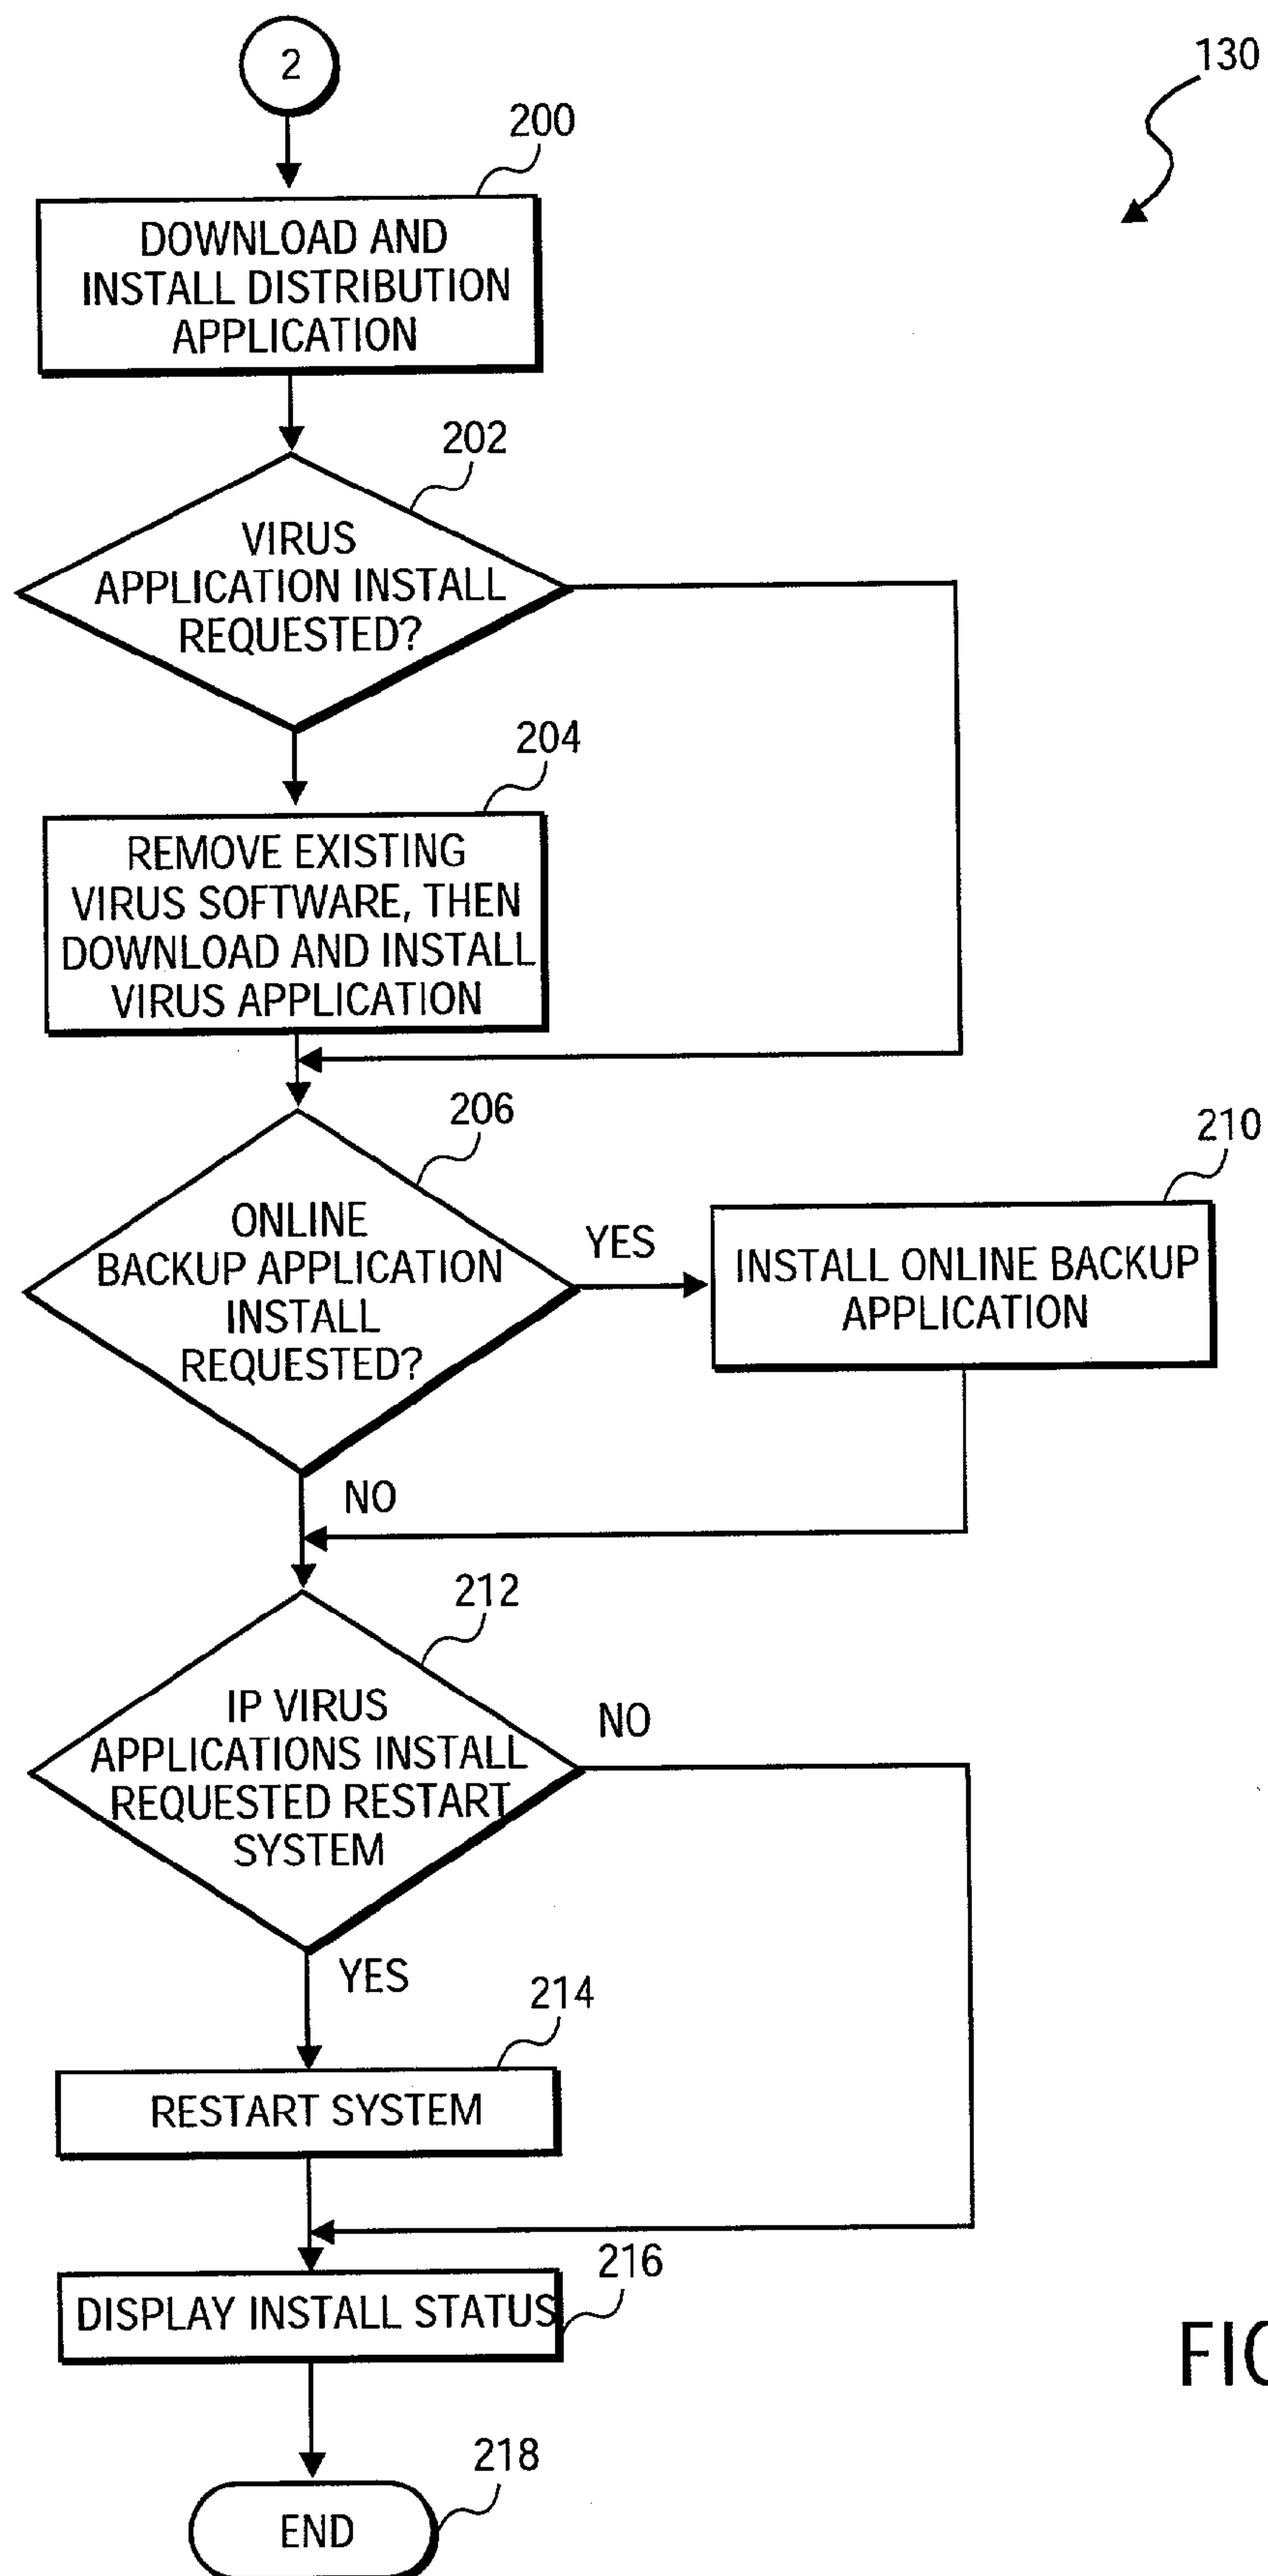 2
130
200
DOWNLOAD AND
INSTALL DISTRIBUTION
APPLICATION
202
VIRUS
APPLICATION INSTALL
REQUESTED?
204
REMOVE EXISTING
VIRUS SOFTWARE, THEN
DOWNLOAD AND INSTALL
VIRUS APPLICATION
206
ONLINE
BACKUP APPLICATION
INSTALL
REQUESTED?
YES
210
INSTALL ONLINE BACKUP
APPLICATION
NO
212
IP VIRUS
APPLICATIONS INSTALL
REQUESTED RESTART
SYSTEM
NO
YES
214
RESTART SYSTEM
216
DISPLAY INSTALL STATUS
218
END